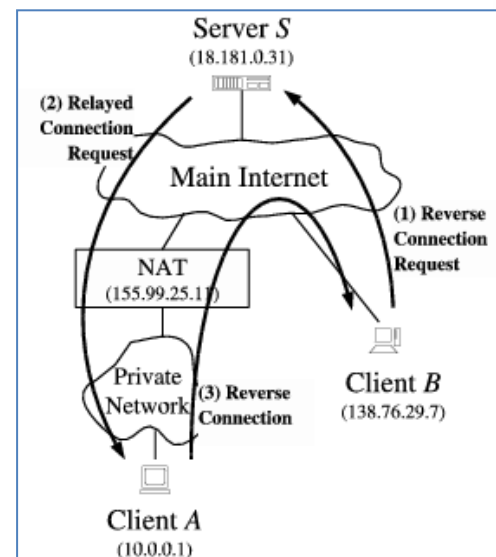 Server S
(18.181.0.31)
(2) Relayed
Connection
Request
Main Internet
(1) Reverse
Connection
Request
NAT
(155.99.25.11)
Private
Network
(3) Reverse
Connection
Client B
(138.76.29.7)
Client A
(10.0.0.1)